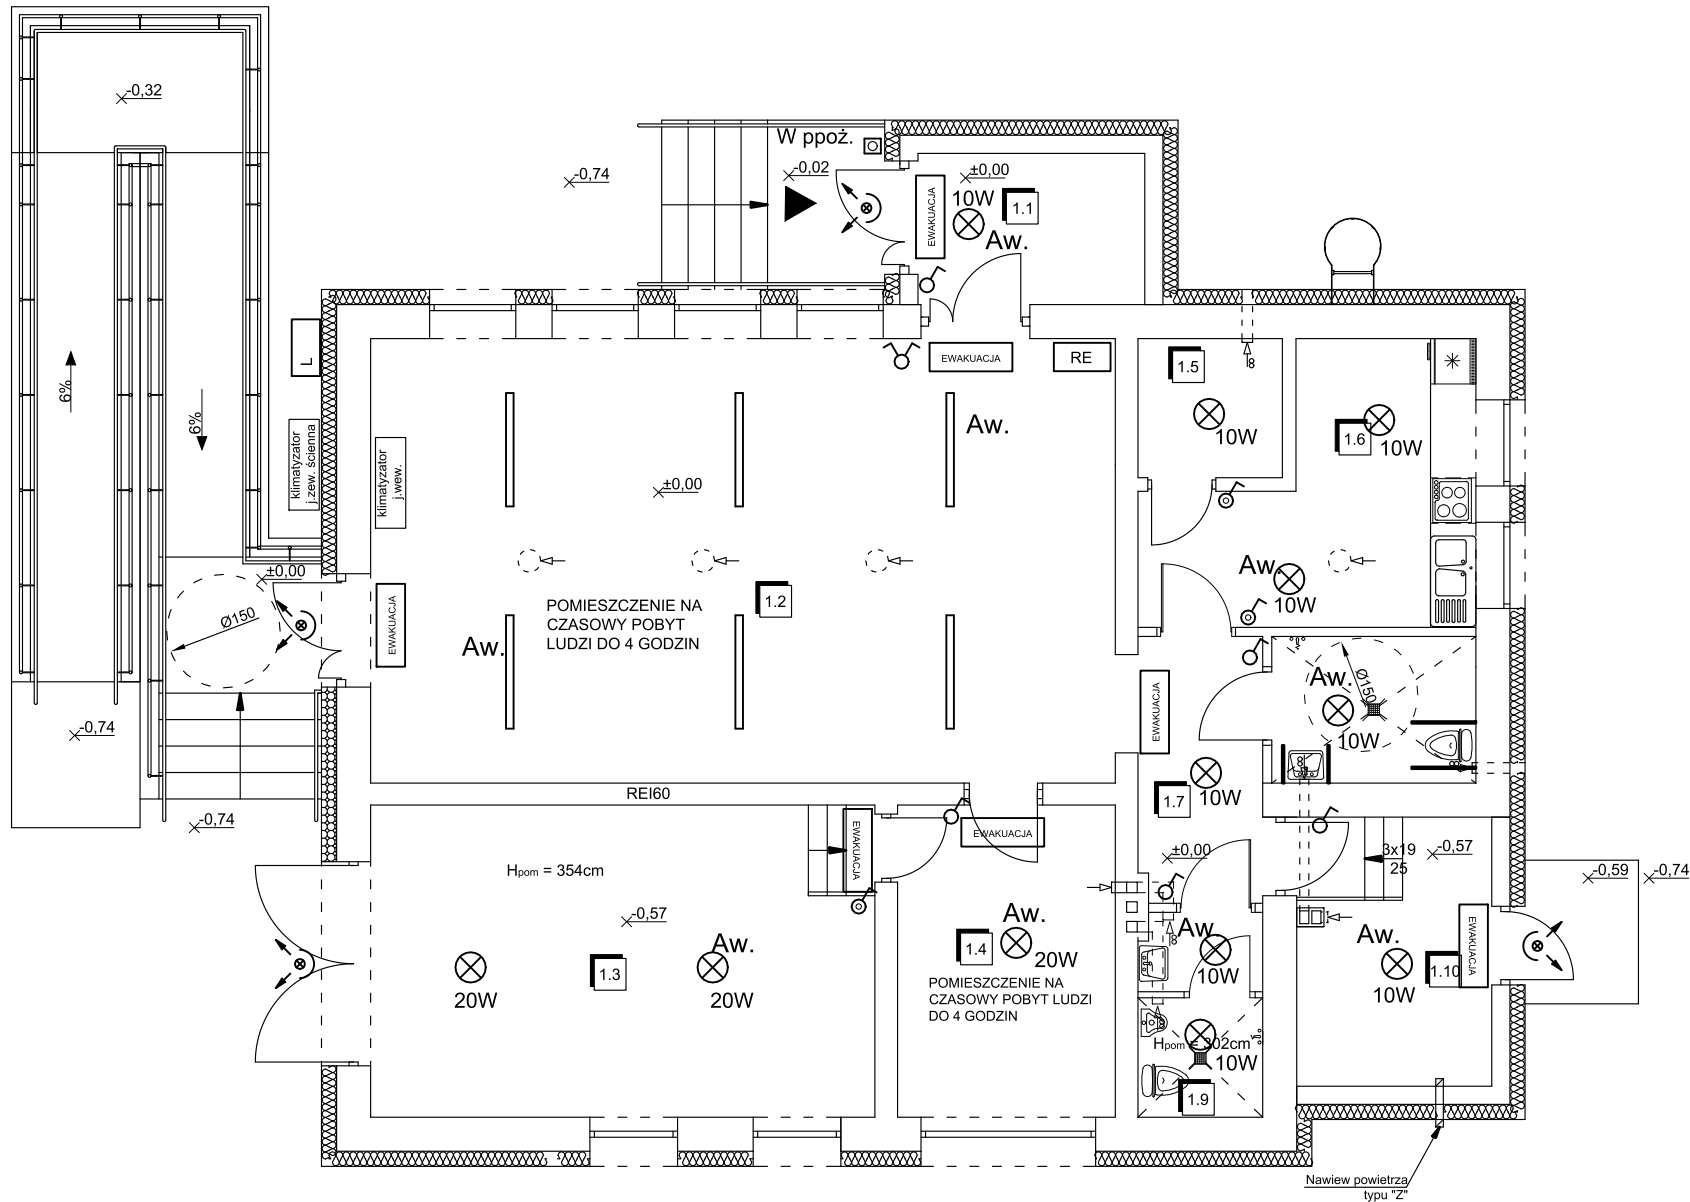 -0,32
W ppoż.
-0,74
-0,02
±0,00
EWAKUACJA
10W
1.1
Aw.
6%
6%
L
klimatyzator
j.zew. ścienna
klimatyzator
j.wew.
EWAKUACJA
RE
1.5
8
10W
1.6
10W
Aw.
±0,00
±0,00
Ø150
EWAKUACJA
1.2
POMIESZCZENIE NA
CZASOWY POBYT
LUDZI DO 4 GODZIN
Aw.
Aw.
10W
Aw.
Ø150
10W
EWAKUACJA
8
8
-0,74
-0,74
REI60
1.7
10W
EWAKUACJA
EWAKUACJA
Hpom = 354cm
-0,57
±0,00
3x19
25
-0,57
-0,59
-0,74
Aw.
20W
1.3
20W
Aw.
1.4
20W
POMIESZCZENIE NA
CZASOWY POBYT LUDZI
DO 4 GODZIN
Aw.
8
10W
Aw.
10W
1.10
EWAKUACJA
Hpom = 302cm
10W
1.9
Nawiew powietrza
typu "Z"